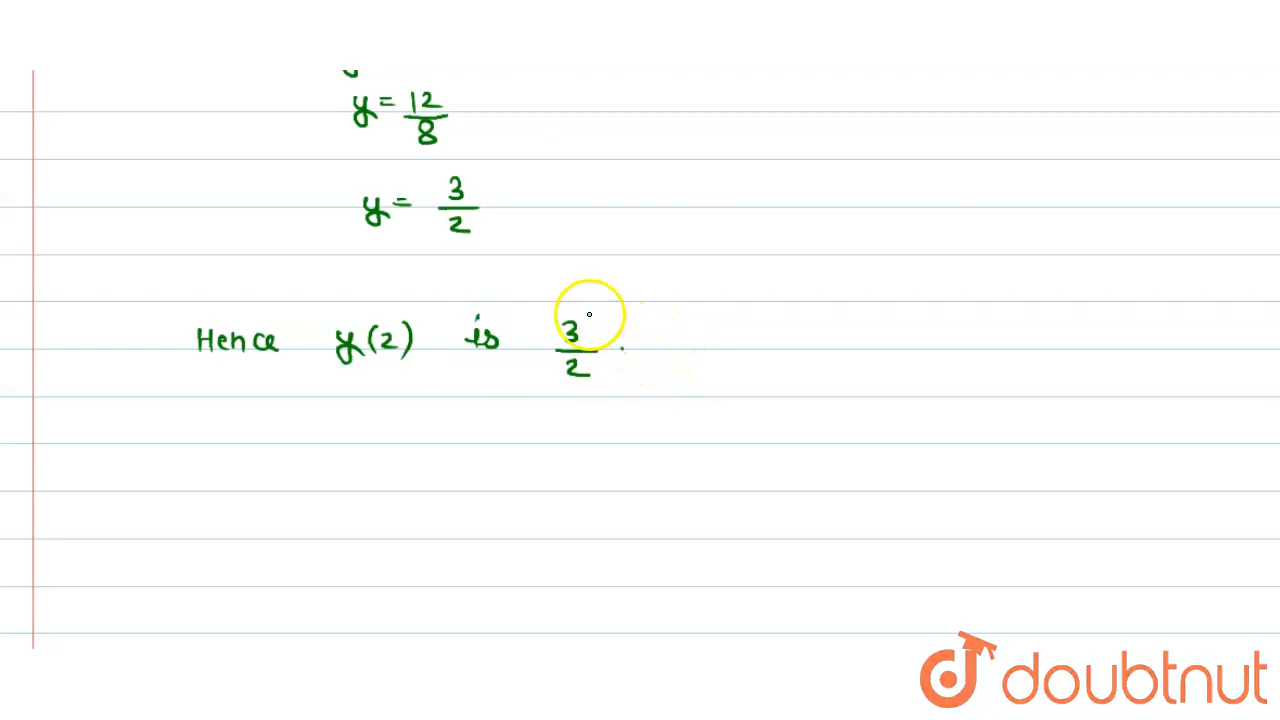 y = 12/8
y = 3/2
Hence y(2) is 3/2.
doubtnut